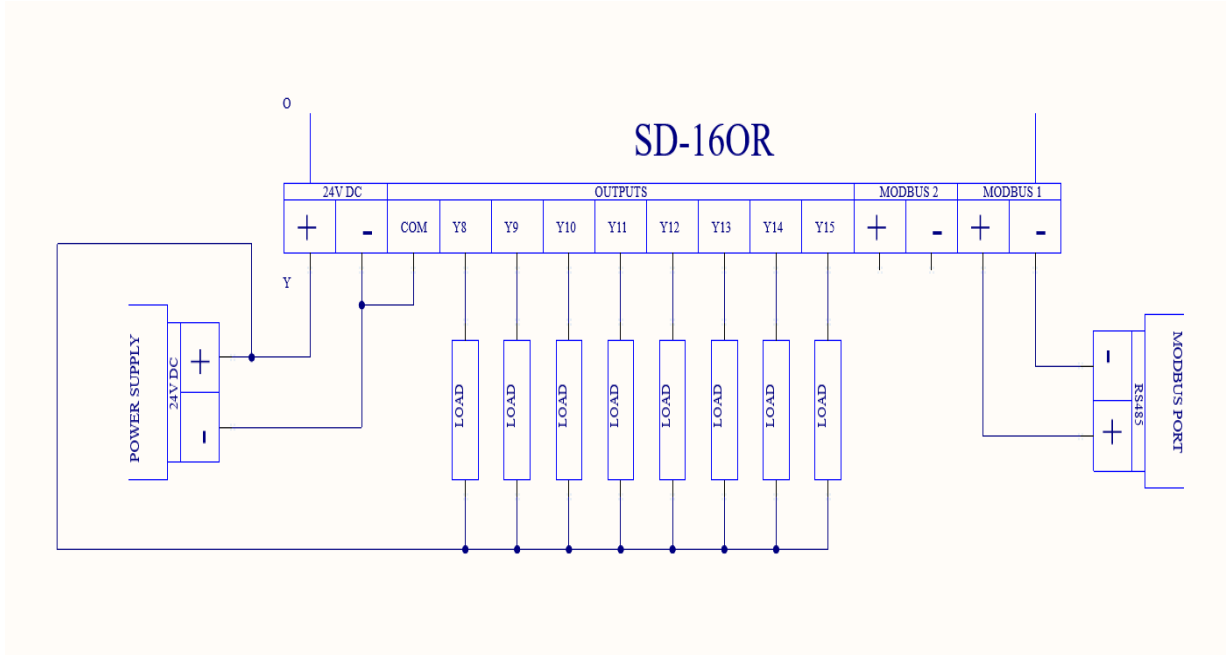 O
SD-16OR
24V DC OUTPUTS MODBUS 2 MODBUS 1
+ - COM Y8 Y9 Y10 Y11 Y12 Y13 Y14 Y15 + - + -
Y
POWER SUPPLY
24V DC
+
-
LOAD
LOAD
LOAD
LOAD
LOAD
LOAD
LOAD
LOAD
-
+
RS485
MODBUS PORT